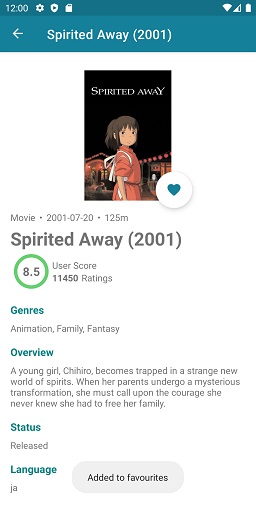 12:00
Spirited Away (2001)
SPIRITED AWAY
Movie • 2001-07-20 • 125m
Spirited Away (2001)
8.5
User Score
11450 Ratings
Genres
Animation, Family, Fantasy
Overview
A young girl, Chihiro, becomes trapped in a strange new
world of spirits. When her parents undergo a mysterious
transformation, she must call upon the courage she
never knew she had to free her family.
Status
Released
Language
Added to favourites
ja